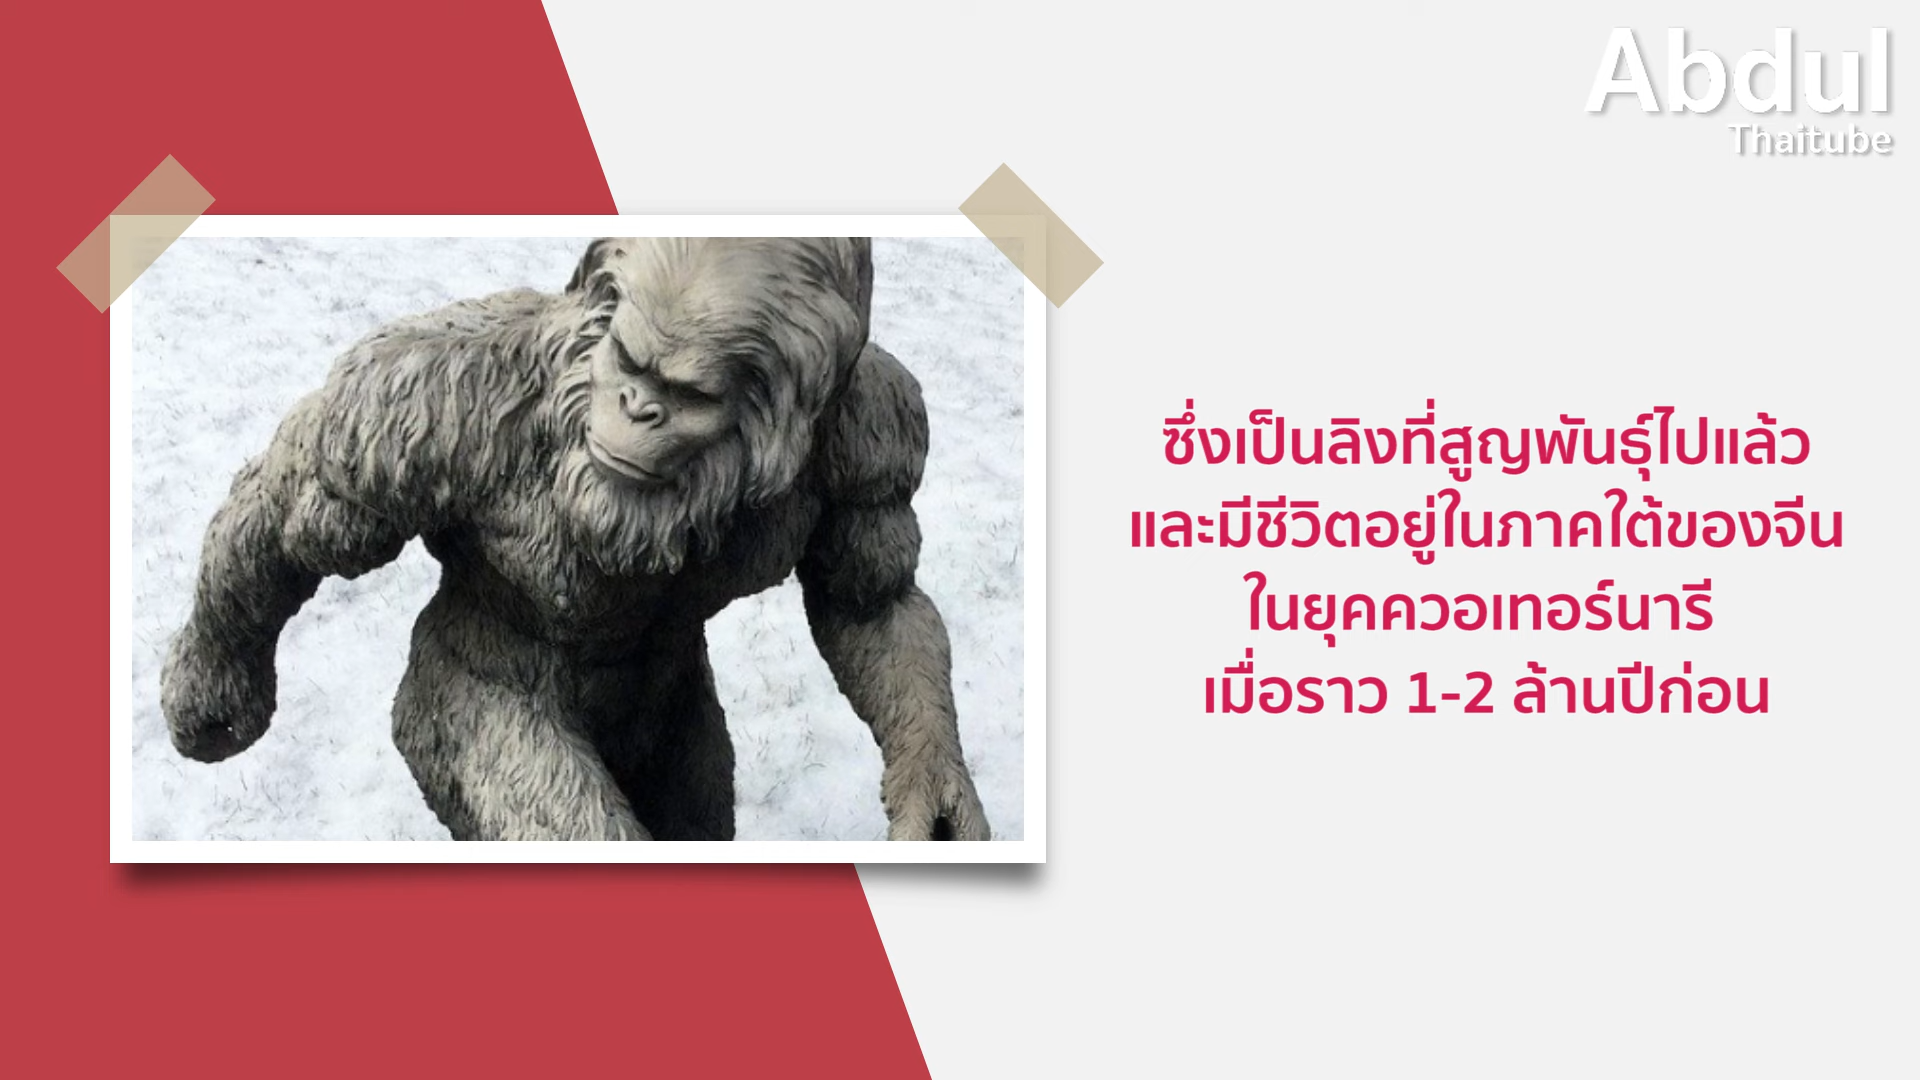 Abdul
Thaitube
ซึ่งเป็นลิงที่สูญพันธุ์ไปแล้ว
และมีชีวิตอยู่ในภาคใต้ของจีน
ในยุคควอเทอร์นารี
เมื่อราว 1-2 ล้านปีก่อน